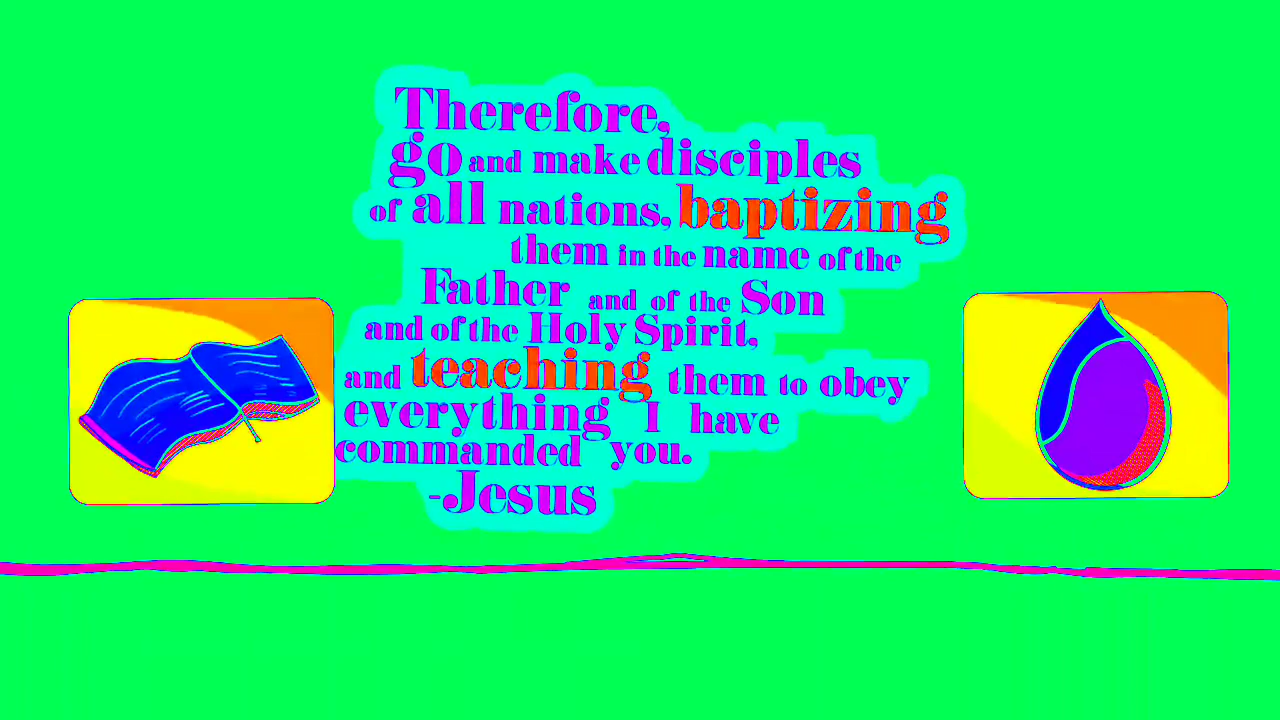 Therefore,
go and make disciples
of all nations, baptizing
them in the name of the
Father and of the Son
and of the Holy Spirit,
and teaching them to obey
everything I have
commanded you.
-Jesus